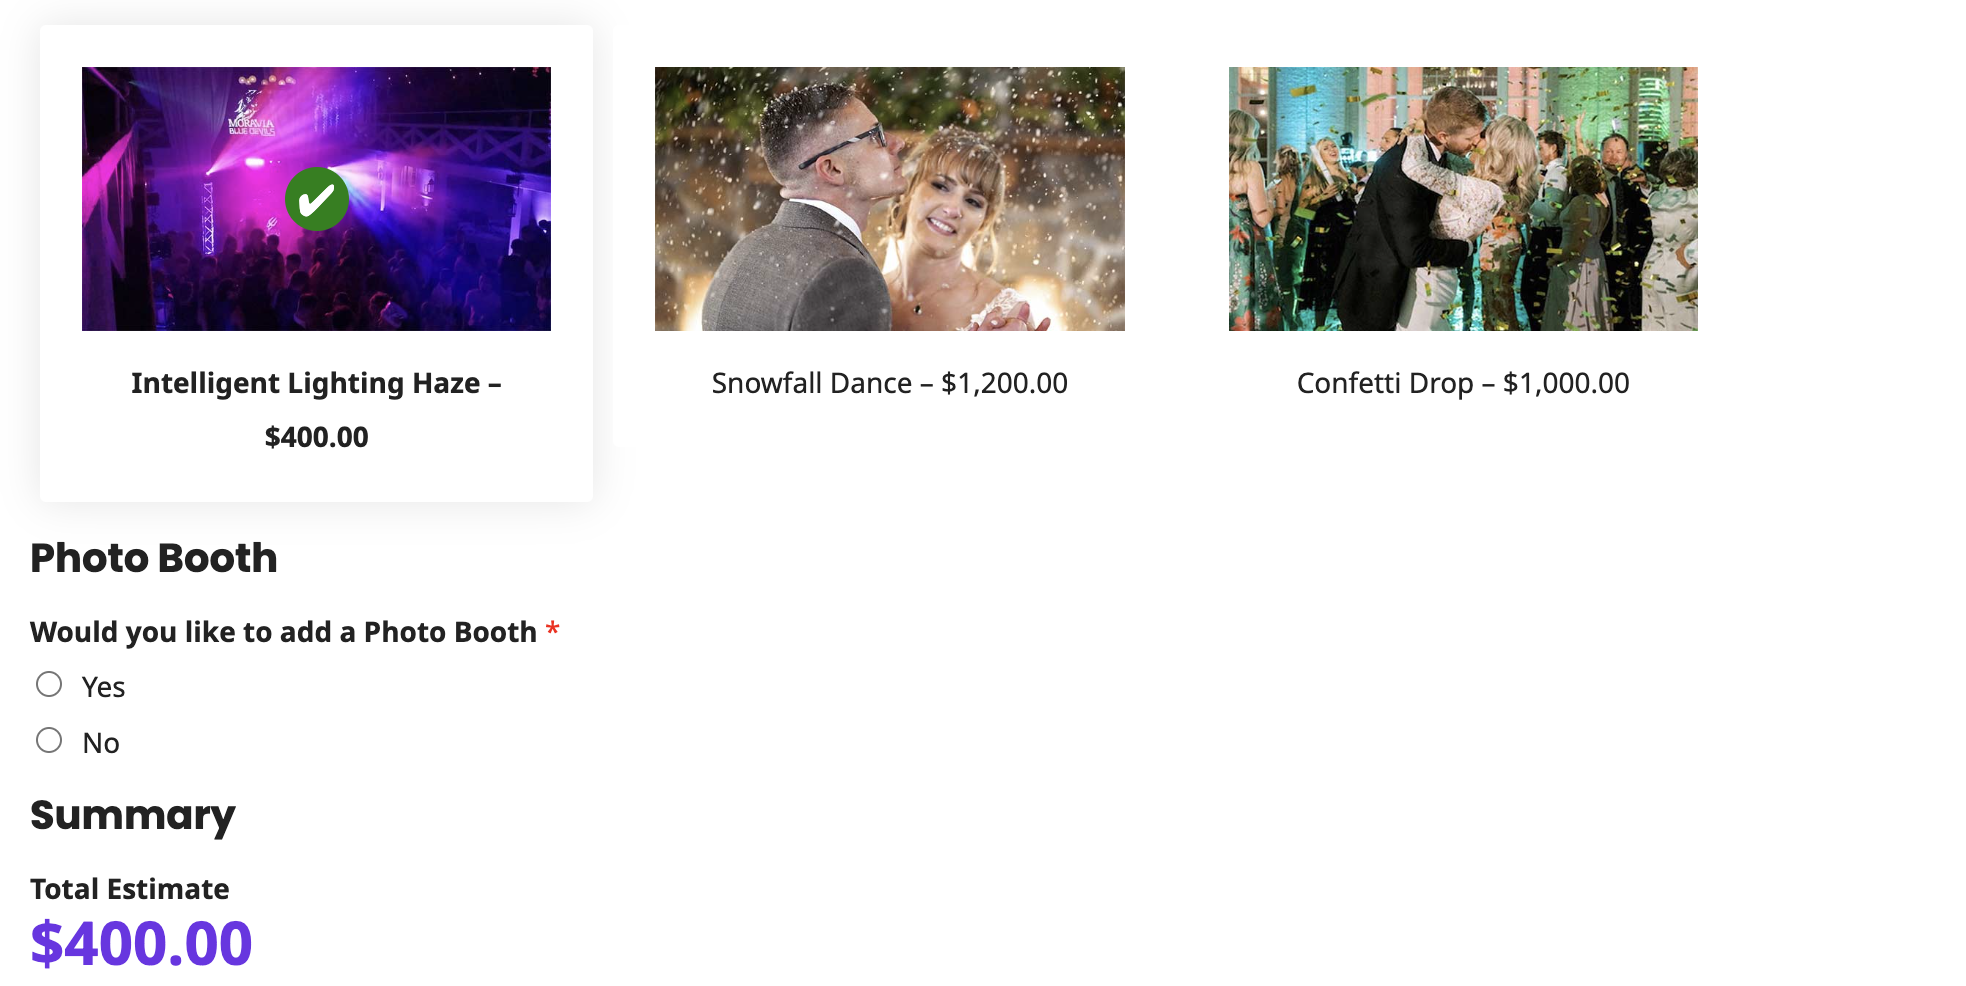 MORAVIA
BLUE DEVILS
Intelligent Lighting Haze –
$400.00
Snowfall Dance – $1,200.00
Confetti Drop – $1,000.00
Photo Booth
Would you like to add a Photo Booth *
Yes
No
Summary
Total Estimate
$400.00